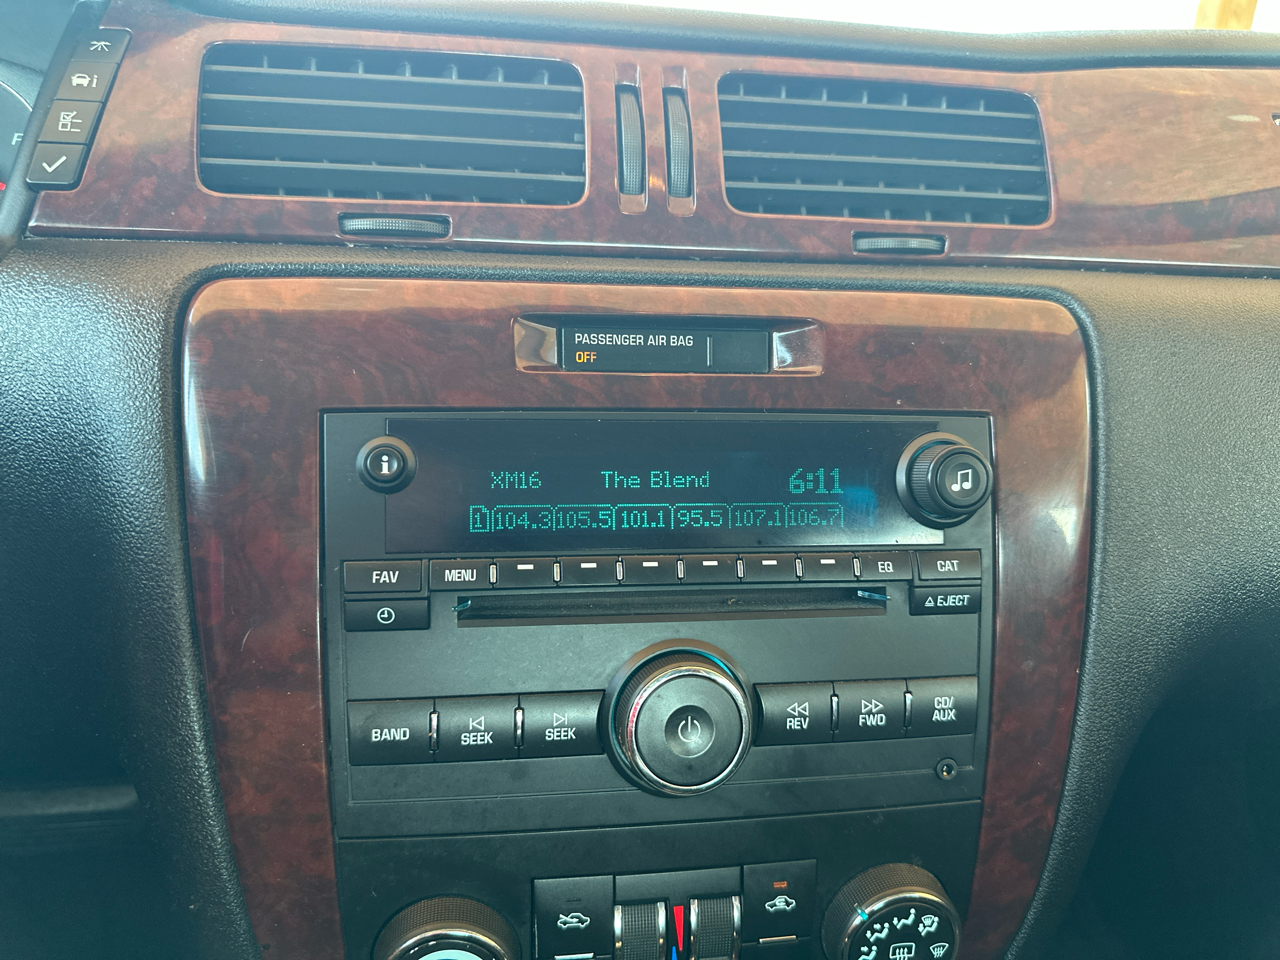 F
PASSENGER AIR BAG
OFF
XM16 The Blend 6:11
1 104.3 105.5 101.1 95.5 107.1 106.7
FAV MENU EQ CAT
EJECT
BAND SEEK SEEK REV FWD CD/
AUX